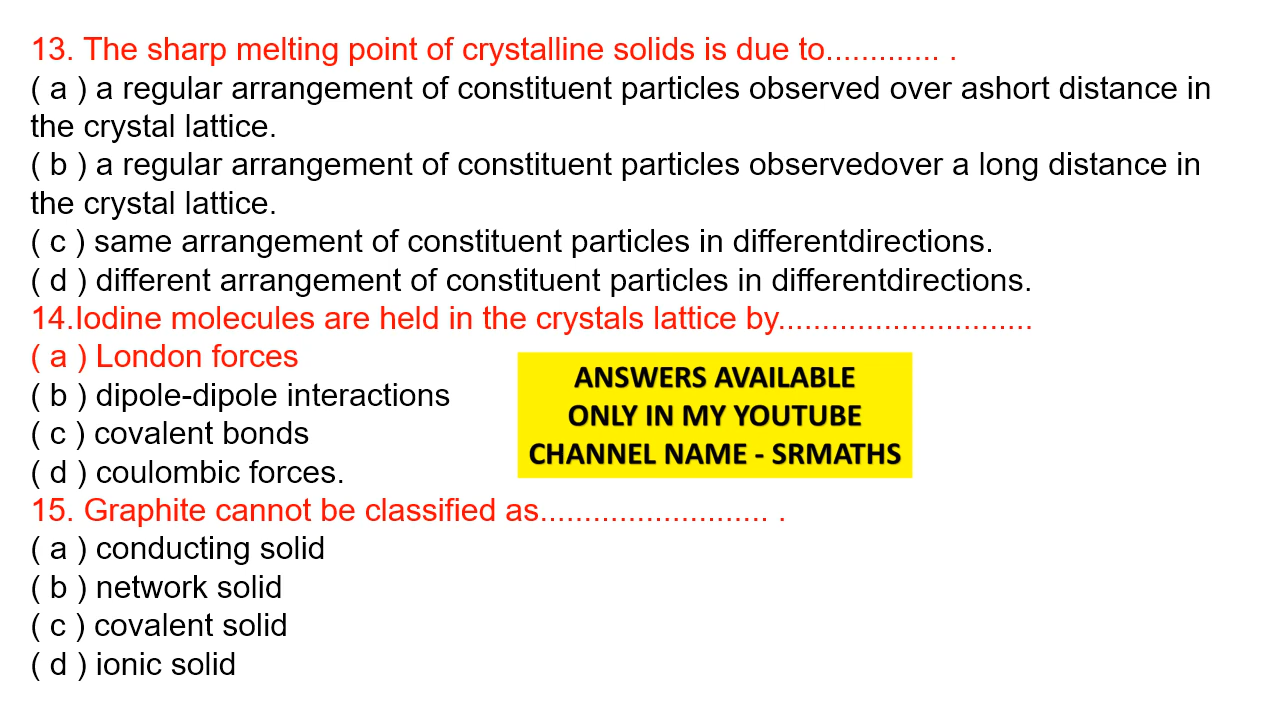 13. The sharp melting point of crystalline solids is due to............. .
( a ) a regular arrangement of constituent particles observed over ashort distance in
the crystal lattice.
( b ) a regular arrangement of constituent particles observedover a long distance in
the crystal lattice.
( c ) same arrangement of constituent particles in differentdirections.
( d ) different arrangement of constituent particles in differentdirections.
14.Iodine molecules are held in the crystals lattice by.............................
( a ) London forces
( b ) dipole-dipole interactions
( c ) covalent bonds
( d ) coulombic forces.
ANSWERS AVAILABLE
ONLY IN MY YOUTUBE
CHANNEL NAME - SRMATHS
15. Graphite cannot be classified as.......................... .
( a ) conducting solid
( b ) network solid
( c ) covalent solid
( d ) ionic solid